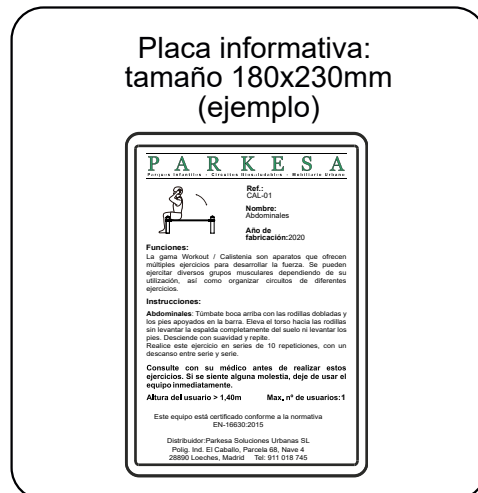 Placa informativa:
tamaño 180x230mm
(ejemplo)
PARKESA
Parques Infantiles - Circuitos Biosaludables - Mobiliario Urbano
Ref.:
CAL-01
Nombre:
Abdominales
Año de
fabricación:2020
Funciones:
La gama Workout / Calistenia son aparatos que ofrecen
múltiples ejercicios para desarrollar la fuerza. Se pueden
ejercitar diversos grupos musculares dependiendo de su
utilización, así como organizar circuitos de diferentes
ejercicios.
Instrucciones:
Abdominales: Túmbate boca arriba con las rodillas dobladas y
los pies apoyados en la barra. Eleva el torso hacia las rodillas
sin levantar la espalda completamente del suelo ni levantar los
pies. Desciende con suavidad y repite.
Realice este ejercicio en series de 10 repeticiones, con un
descanso entre serie y serie.
Consulte con su médico antes de realizar estos
ejercicios. Si se siente alguna molestia, deje de usar el
equipo inmediatamente.
Altura del usuario > 1,40m Max. nº de usuarios:1
Este equipo está certificado conforme a la normativa
EN-16630:2015
Distribuidor:Parkesa Soluciones Urbanas SL
Polig. Ind. El Caballo, Parcela 68, Nave 4
28890 Loeches, Madrid Tel: 911 018 745